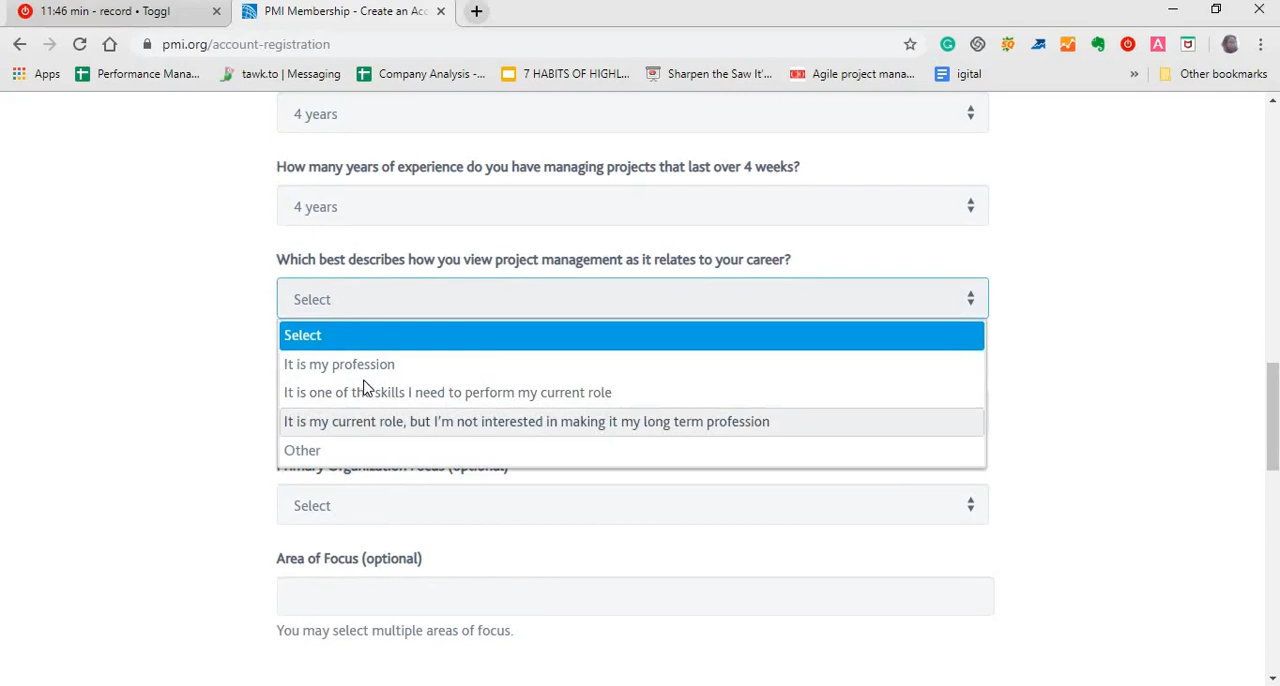 11:46 min - record • Toggl
PMI Membership - Create an Acc
pmi.org/account-registration
Apps
Performance Mana...
tawk.to | Messaging
Company Analysis -...
7 HABITS OF HIGHL...
Sharpen the Saw It'...
Agile project mana...
igital
»
Other bookmarks
4 years
How many years of experience do you have managing projects that last over 4 weeks?
4 years
Which best describes how you view project management as it relates to your career?
Select
Select
It is my profession
It is one of the skills I need to perform my current role
It is my current role, but I'm not interested in making it my long term profession
Other
Primary Organization Focus (optional)
Select
Area of Focus (optional)
You may select multiple areas of focus.